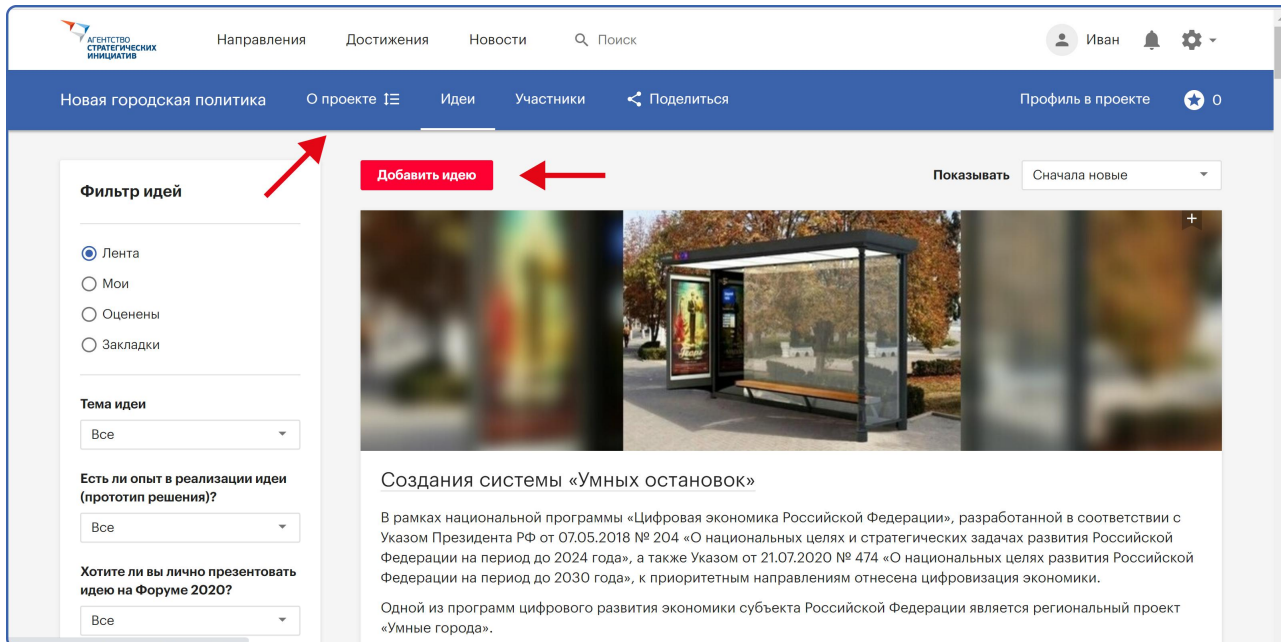 АГЕНТСТВО
СТРАТЕГИЧЕСКИХ
ИНИЦИАТИВ
Направления
Достижения
Новости
Поиск
Иван
Новая городская политика
О проекте
Идеи
Участники
Поделиться
Профиль в проекте
0
Фильтр идей
Лента
Мои
Оценены
Закладки
Тема идеи
Все
Есть ли опыт в реализации идеи
(прототип решения)?
Все
Хотите ли вы лично презентовать
идею на Форуме 2020?
Все
Добавить идею
Показывать
Сначала новые
Создания системы «Умных остановок»
В рамках национальной программы «Цифровая экономика Российской Федерации», разработанной в соответствии с
Указом Президента РФ от 07.05.2018 № 204 «О национальных целях и стратегических задачах развития Российской
Федерации на период до 2024 года», а также Указом от 21.07.2020 № 474 «О национальных целях развития Российской
Федерации на период до 2030 года», к приоритетным направлениям отнесена цифровизация экономики.
Одной из программ цифрового развития экономики субъекта Российской Федерации является региональный проект
«Умные города».